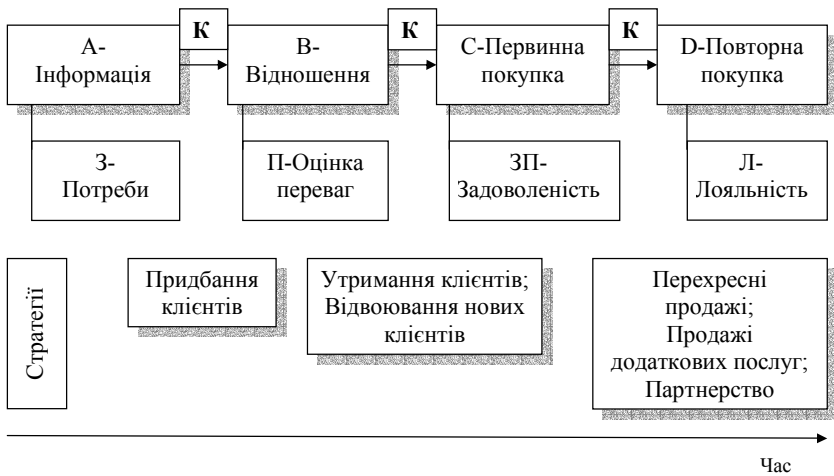 К
К
К
А-
Інформація
В-
Відношення
С-Первинна
покупка
D-Повторна
покупка
З-
Потреби
П-Оцінка
переваг
ЗП-
Задоволеність
Л-
Лояльність
Стратегії
Придбання
клієнтів
Утримання клієнтів;
Відвоювання нових
клієнтів
Перехресні
продажі;
Продажі
додаткових послуг;
Партнерство
Час